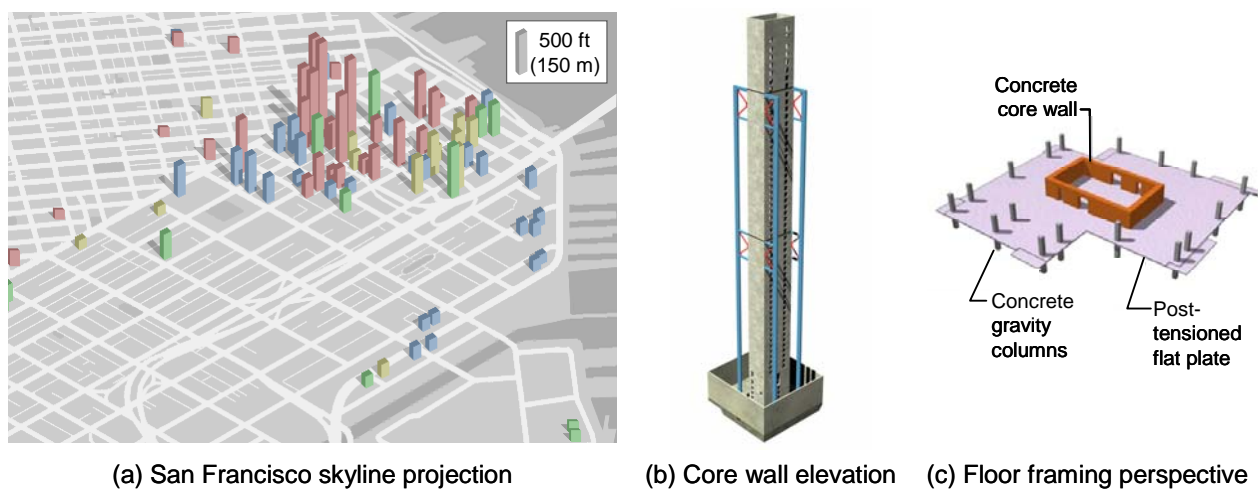 500 ft
(150 m)
Concrete
core wall
Concrete
gravity
columns
Post-
tensioned
flat plate
(a) San Francisco skyline projection
(b) Core wall elevation
(c) Floor framing perspective